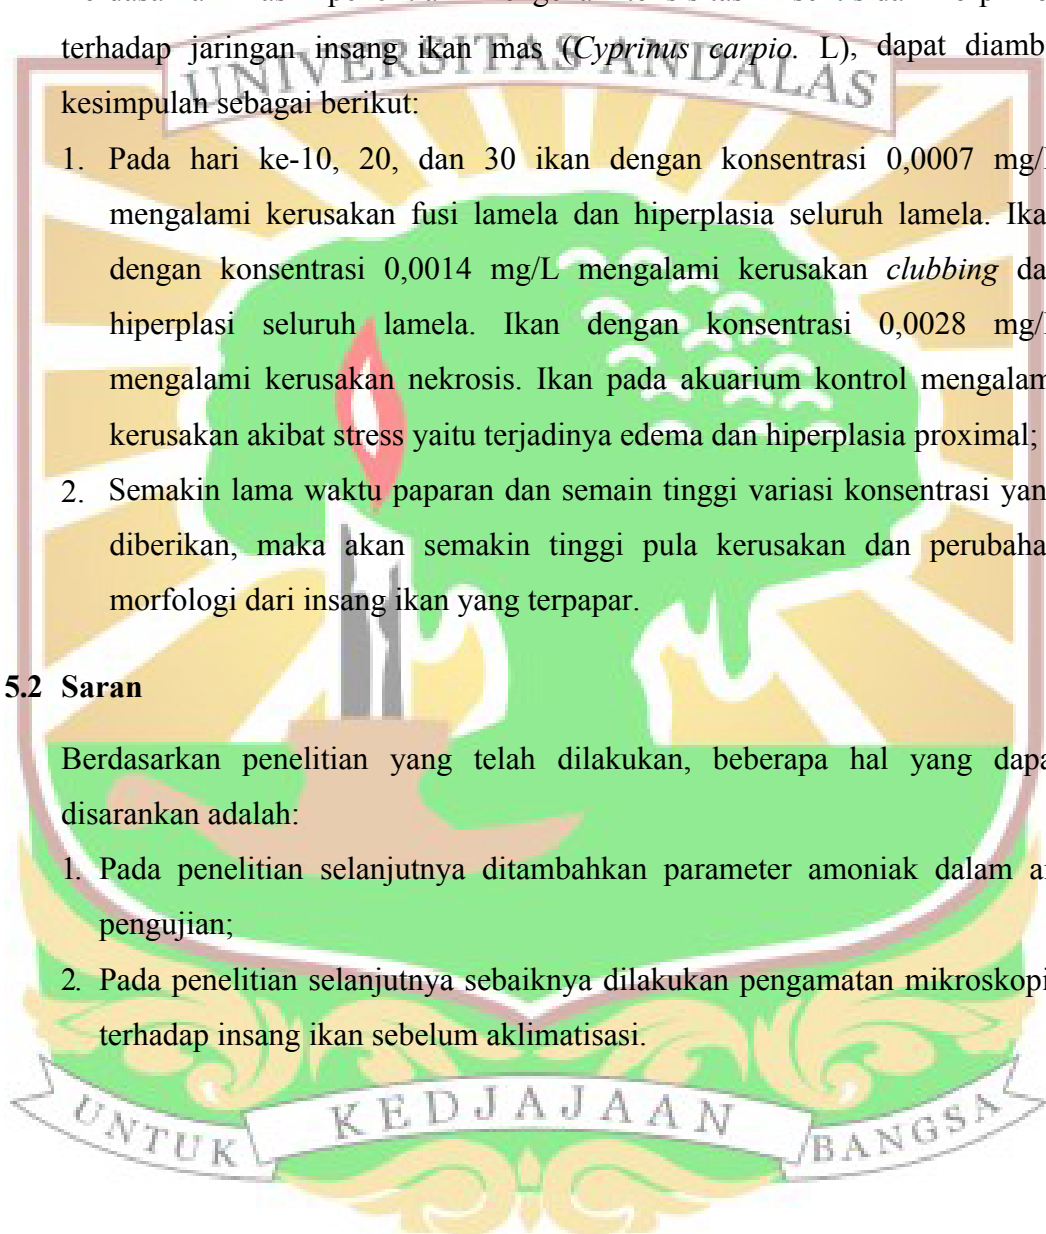 terhadap jaringan insang ikan mas (Cyprinus carpio. L), dapat diamb
UNIVERSITAS ANDALAS
kesimpulan sebagai berikut:
1. Pada hari ke-10, 20, dan 30 ikan dengan konsentrasi 0,0007 mg/
mengalami kerusakan fusi lamela dan hiperplasia seluruh lamela. Ika
dengan konsentrasi 0,0014 mg/L mengalami kerusakan clubbing da
hiperplasi seluruh lamela. Ikan dengan konsentrasi 0,0028 mg/
mengalami kerusakan nekrosis. Ikan pada akuarium kontrol mengalam
kerusakan akibat stress yaitu terjadinya edema dan hiperplasia proximal;
2. Semakin lama waktu paparan dan semain tinggi variasi konsentrasi yan
diberikan, maka akan semakin tinggi pula kerusakan dan perubaha
morfologi dari insang ikan yang terpapar.
5.2 Saran
Berdasarkan penelitian yang telah dilakukan, beberapa hal yang dapa
disarankan adalah:
1. Pada penelitian selanjutnya ditambahkan parameter amoniak dalam ai
pengujian;
2. Pada penelitian selanjutnya sebaiknya dilakukan pengamatan mikroskopi
terhadap insang ikan sebelum aklimatisasi.
UNTUK KEDJAJAAN BANGSA